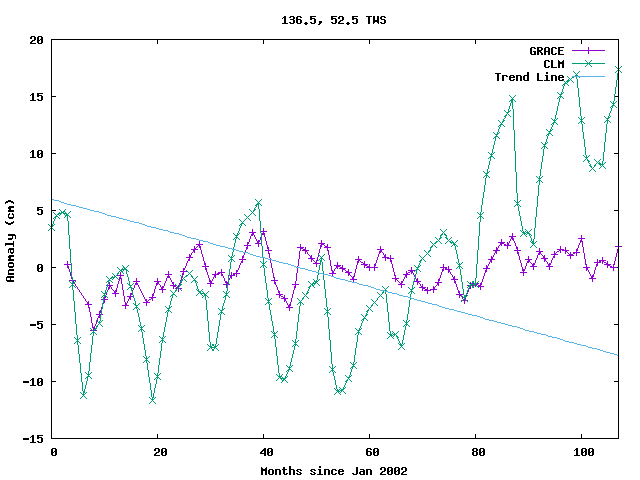 136.5, 52.5 TWS
GRACE
CLM
Trend Line
Anomaly (cm)
20
15
10
5
0
-5
-10
-15
0 20 40 60 80 100
Months since Jan 2002